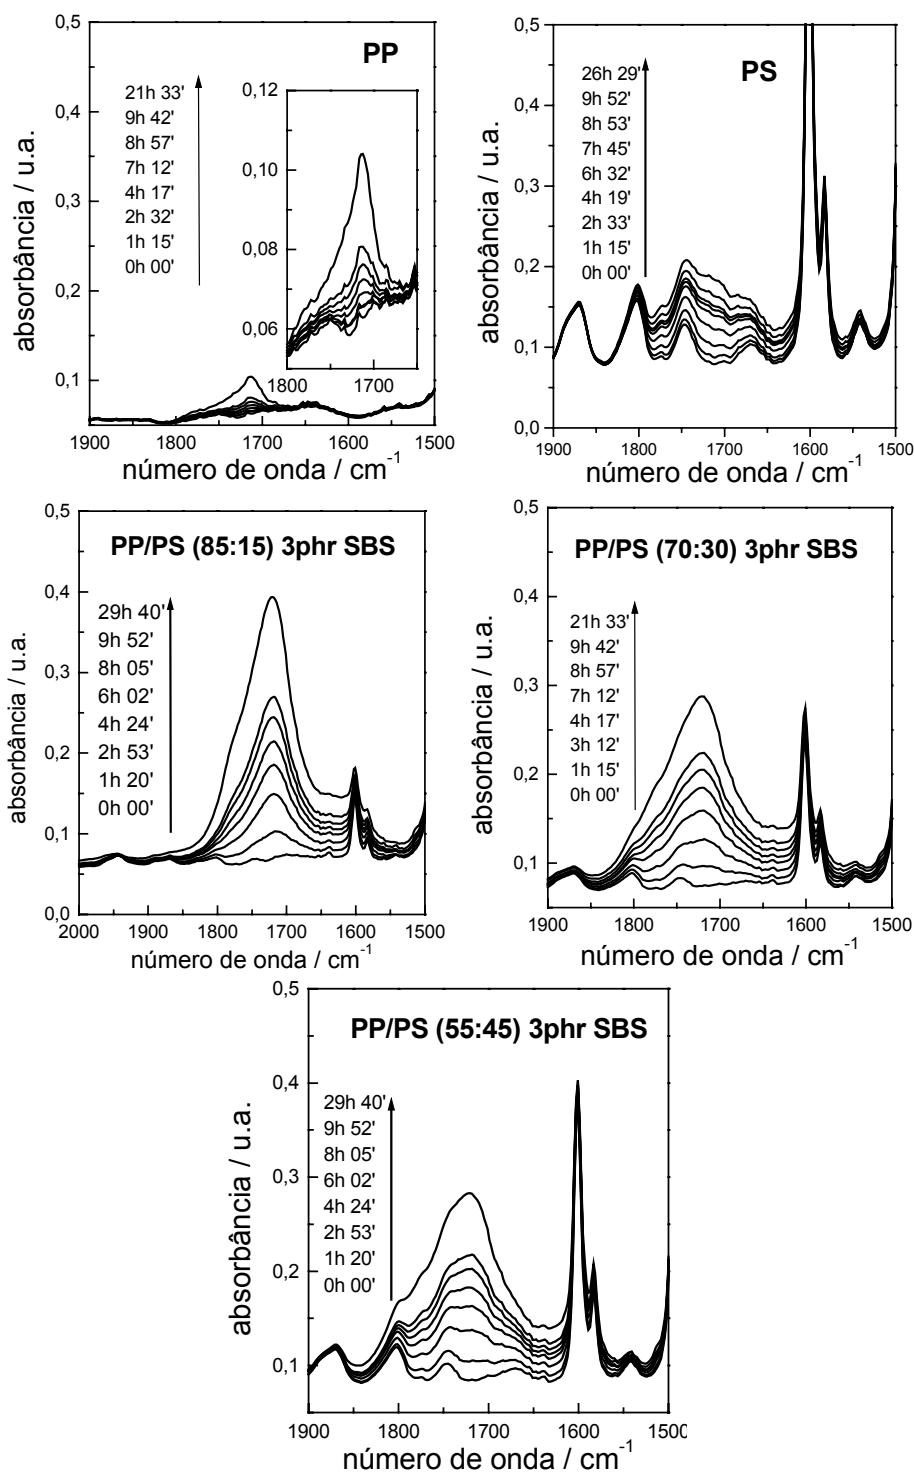 PP
absorbância / u.a.
0,5
0,4
0,3
0,2
0,1
21h 33'
9h 42'
8h 57'
7h 12'
4h 17'
2h 32'
1h 15'
0h 00'
0,12
0,10
0,08
0,06
1800
1700
1900
1800
1700
1600
1500
número de onda / cm⁻¹
PS
absorbância / u.a.
0,5
0,4
0,3
0,2
0,1
0,0
26h 29'
9h 52'
8h 53'
7h 45'
6h 32'
4h 19'
2h 33'
1h 15'
0h 00'
1900
1800
1700
1600
1500
número de onda / cm⁻¹
PP/PS (85:15) 3phr SBS
absorbância / u.a.
0,5
0,4
0,3
0,2
0,1
0,0
29h 40'
9h 52'
8h 05'
6h 02'
4h 24'
2h 53'
1h 20'
0h 00'
2000
1900
1800
1700
1600
1500
número de onda / cm⁻¹
PP/PS (70:30) 3phr SBS
absorbância / u.a.
0,5
0,4
0,3
0,2
0,1
21h 33'
9h 42'
8h 57'
7h 12'
4h 17'
3h 12'
1h 15'
0h 00'
1900
1800
1700
1600
1500
número de onda / cm⁻¹
PP/PS (55:45) 3phr SBS
absorbância / u.a.
0,5
0,4
0,3
0,2
0,1
29h 40'
9h 52'
8h 05'
6h 02'
4h 24'
2h 53'
1h 20'
0h 00'
1900
1800
1700
1600
1500
número de onda / cm⁻¹